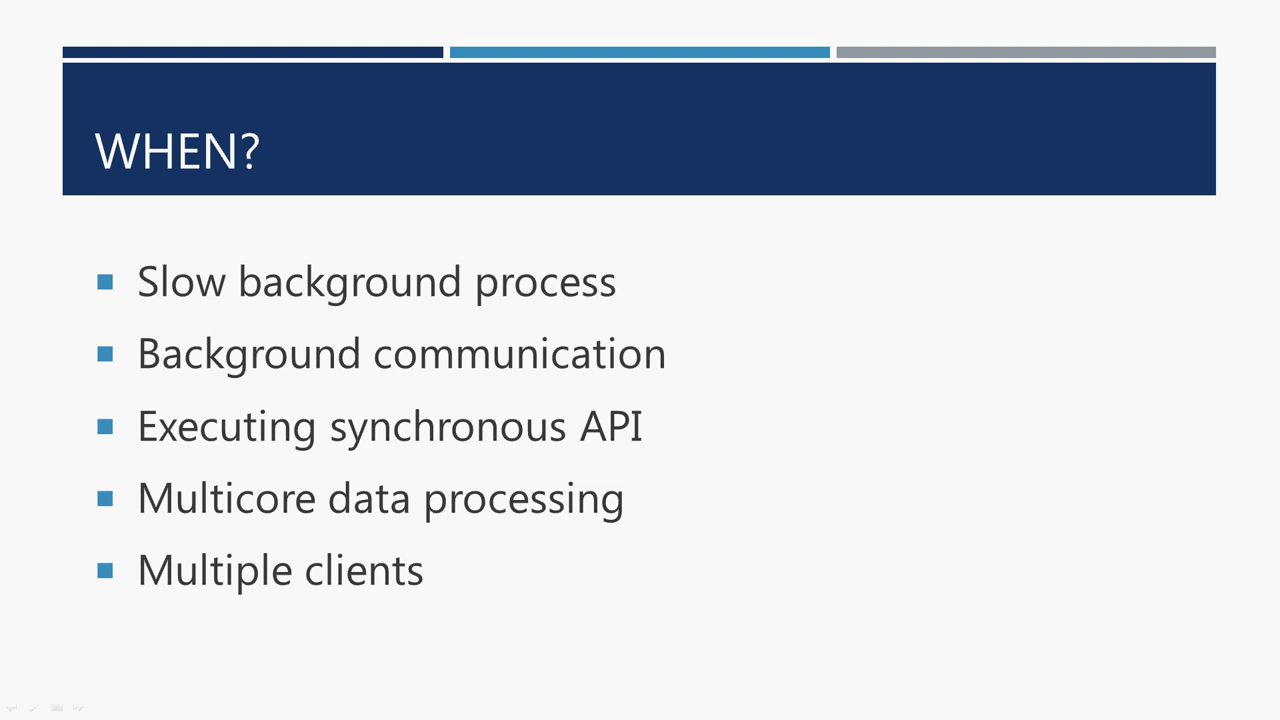 WHEN?
Slow background process
Background communication
Executing synchronous API
Multicore data processing
Multiple clients